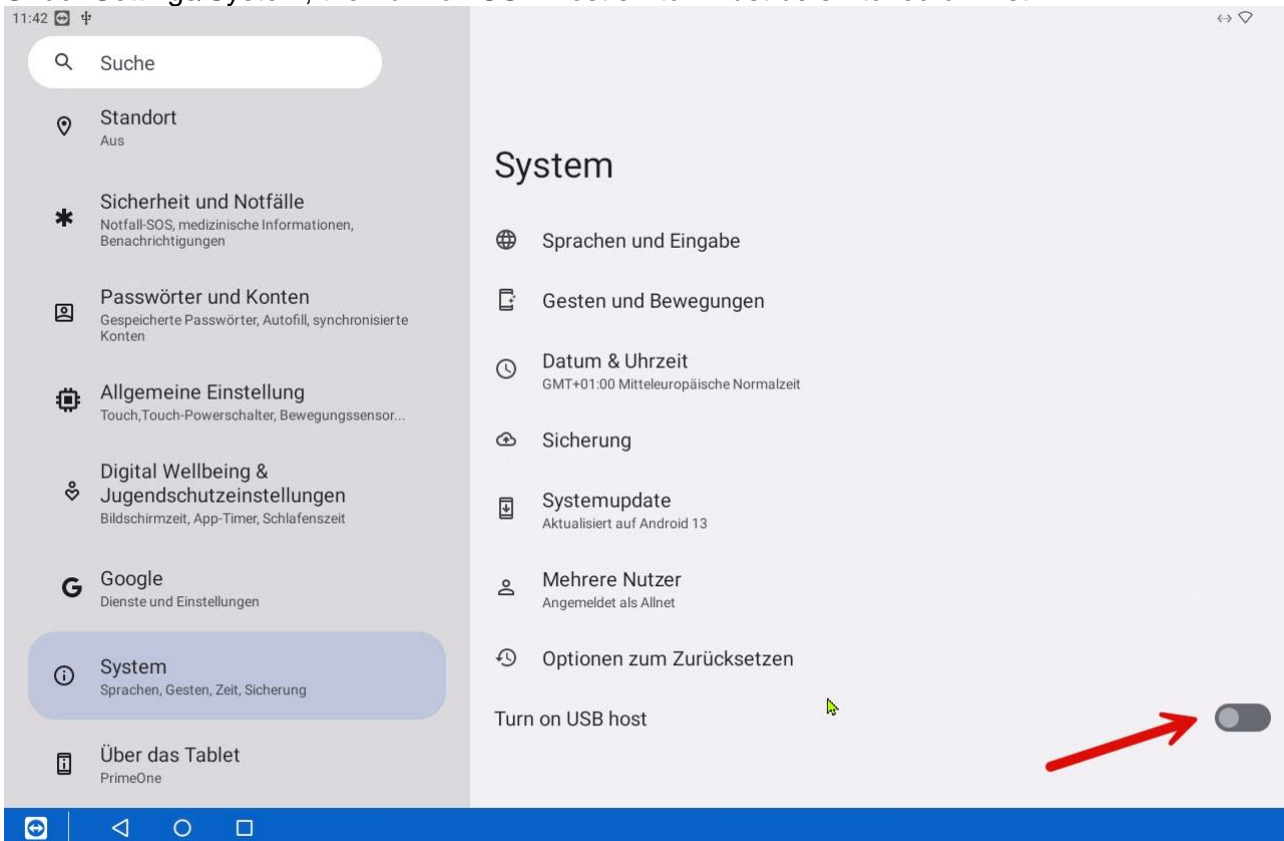 11:42
Suche
Standort
Aus
Sicherheit und Notfälle
Notfall-SOS, medizinische Informationen,
Benachrichtigungen
Passwörter und Konten
Gespeicherte Passwörter, Autofill, synchronisierte
Konten
Allgemeine Einstellung
Touch,Touch-Powerschalter, Bewegungssensor...
Digital Wellbeing &
Jugendschutzeinstellungen
Bildschirmzeit, App-Timer, Schlafenszeit
Google
Dienste und Einstellungen
System
Sprachen, Gesten, Zeit, Sicherung
Über das Tablet
PrimeOne
System
Sprachen und Eingabe
Gesten und Bewegungen
Datum & Uhrzeit
GMT+01:00 Mitteleuropäische Normalzeit
Sicherung
Systemupdate
Aktualisiert auf Android 13
Mehrere Nutzer
Angemeldet als Allnet
Optionen zum Zurücksetzen
Turn on USB host